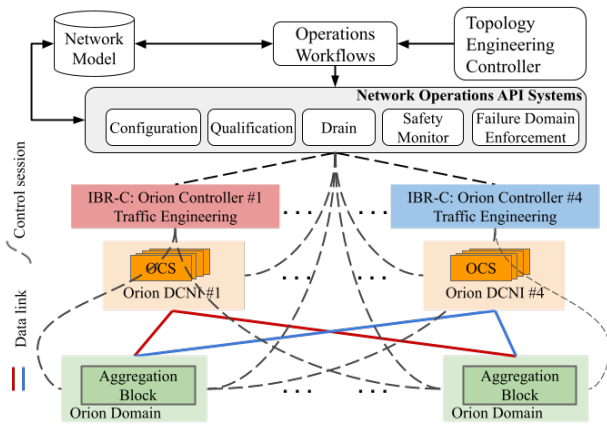 Network
Model
Operations
Workflows
Topology
Engineering
Controller
Network Operations API Systems
Configuration
Qualification
Drain
Safety
Monitor
Failure Domain
Enforcement
IBR-C: Orion Controller #1
Traffic Engineering
. . .
IBR-C: Orion Controller #4
Traffic Engineering
OCS
Orion DCNI #1
. . .
. . .
OCS
Orion DCNI #4
Aggregation
Block
Orion Domain
. . .
. . .
Aggregation
Block
Orion Domain
Control session
Data link